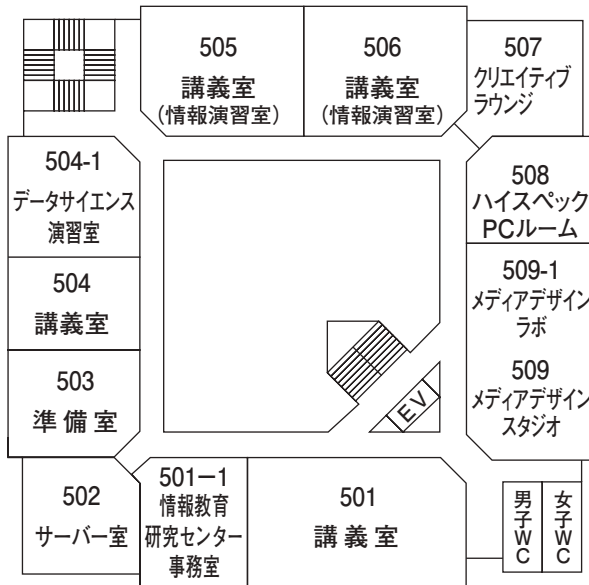 505
講義室
(情報演習室)
506
講義室
(情報演習室)
507
クリエイティブ
ラウンジ
504-1
データサイエンス
演習室
508
ハイスペック
PCルーム
504
講義室
509-1
メディアデザイン
ラボ
503
準備室
509
メディアデザイン
スタジオ
EV
502
サーバー室
501－1
情報教育
研究センター
事務室
501
講義室
男子WC
女子WC